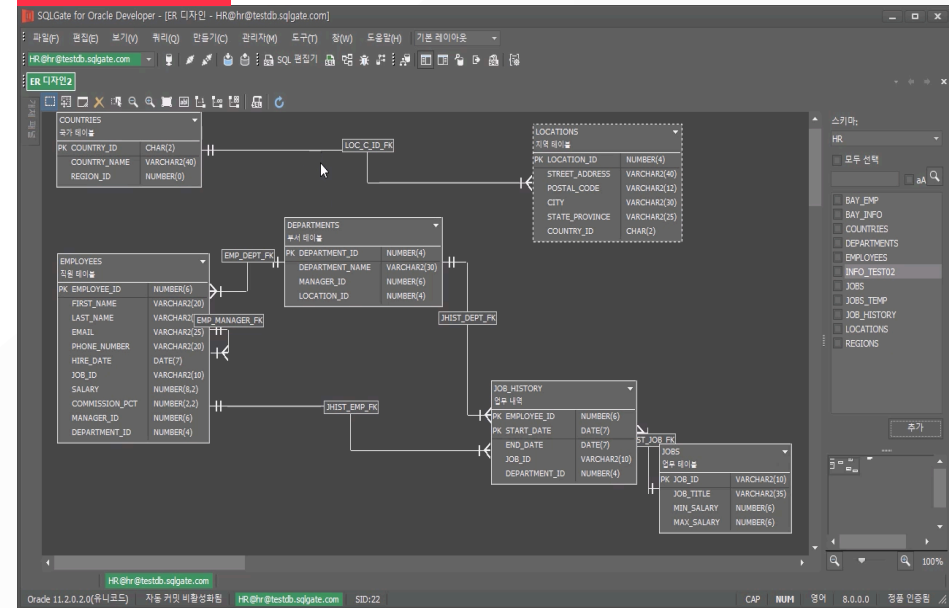 SQLGate for Oracle Developer - [ER 디자인 - HR@hr@testdb.sqlgate.com]
파일(F) 편집(E) 보기(V) 쿼리(Q) 만들기(C) 관리자(M) 도구(T) 창(W) 도움말(H) 기본 레이아웃
HR@hr@testdb.sqlgate.com SQL 편집기
ER 디자인2
COUNTRIES
국가 테이블
PK COUNTRY_ID CHAR(2)
COUNTRY_NAME VARCHAR2(40)
REGION_ID NUMBER(0)
LOC_C_ID_FK
LOCATIONS
지역 테이블
PK LOCATION_ID NUMBER(4)
STREET_ADDRESS VARCHAR2(40)
POSTAL_CODE VARCHAR2(12)
CITY VARCHAR2(30)
STATE_PROVINCE VARCHAR2(25)
COUNTRY_ID CHAR(2)
DEPARTMENTS
부서 테이블
PK DEPARTMENT_ID NUMBER(4)
DEPARTMENT_NAME VARCHAR2(30)
MANAGER_ID NUMBER(6)
LOCATION_ID NUMBER(4)
EMP_DEPT_FK
EMPLOYEES
직원 테이블
PK EMPLOYEE_ID NUMBER(6)
FIRST_NAME VARCHAR2(20)
LAST_NAME VARCHAR2(
EMP_MANAGER_FK
EMAIL VARCHAR2(25)
PHONE_NUMBER VARCHAR2(20)
HIRE_DATE DATE(7)
JOB_ID VARCHAR2(10)
SALARY NUMBER(8,2)
COMMISSION_PCT NUMBER(2,2)
MANAGER_ID NUMBER(6)
DEPARTMENT_ID NUMBER(4)
JHIST_DEPT_FK
JHIST_EMP_FK
JOB_HISTORY
업무 내역
PK EMPLOYEE_ID NUMBER(6)
PK START_DATE DATE(7)
END_DATE DATE(7)
JOB_ID VARCHAR2(10)
DEPARTMENT_ID NUMBER(4)
ST_JOB_FK
JOBS
업무 테이블
PK JOB_ID VARCHAR2(10)
JOB_TITLE VARCHAR2(35)
MIN_SALARY NUMBER(6)
MAX_SALARY NUMBER(6)
스키마:
HR
모두 선택
aA
BAY_EMP
BAY_INFO
COUNTRIES
DEPARTMENTS
EMPLOYEES
INFO_TEST02
JOBS
JOBS_TEMP
JOB_HISTORY
LOCATIONS
REGIONS
추가
100%
HR@hr@testdb.sqlgate.com
Oracle 11.2.0.2.0(유니코드) 자동 커밋 비활성화됨 HR@hr@testdb.sqlgate.com SID:22 CAP NUM 영어 8.0.0.0 정품 인증됨